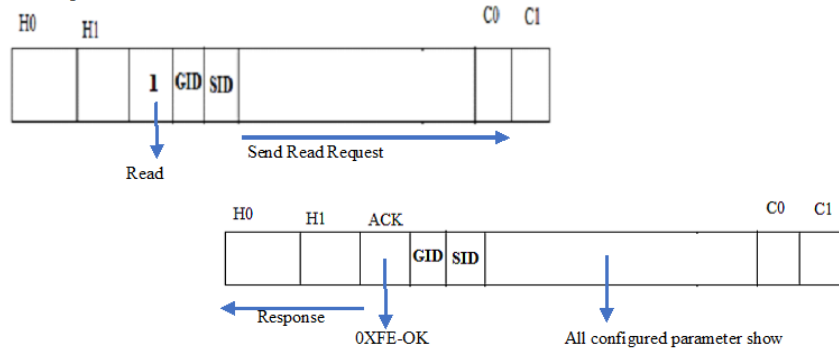 H0 H1 C0 C1
1 GID SID
Send Read Request
Read
H0 H1 ACK C0 C1
GID SID
Response
0XFE-OK All configured parameter show